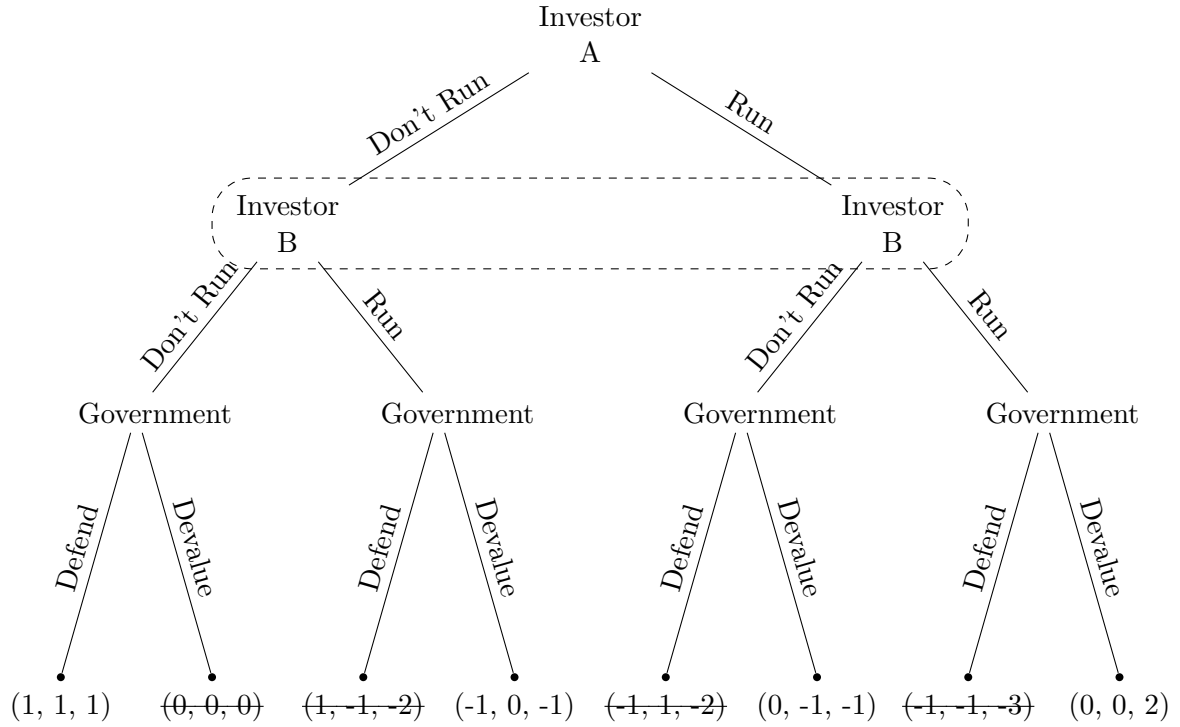 Investor
A
Don't Run
Run
Investor
B
Investor
B
Don't Run
Run
Don't Run
Run
Government
Government
Government
Government
Defend
Devalue
Defend
Devalue
Defend
Devalue
Defend
Devalue
(1, 1, 1)
(0, 0, 0)
(1, -1, -2)
(-1, 0, -1)
(-1, 1, -2)
(0, -1, -1)
(-1, -1, -3)
(0, 0, 2)